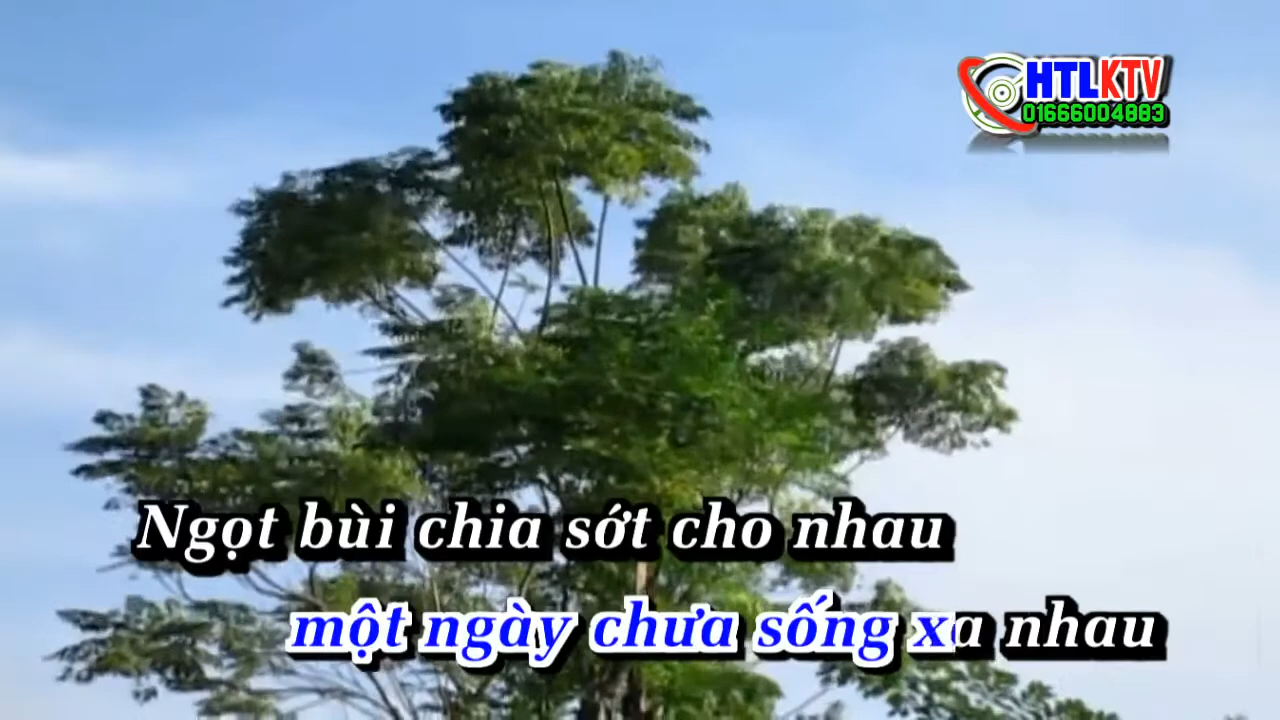 HTLKTV
01666004883
Ngọt bùi chia sớt cho nhau
một ngày chưa sống xa nhau